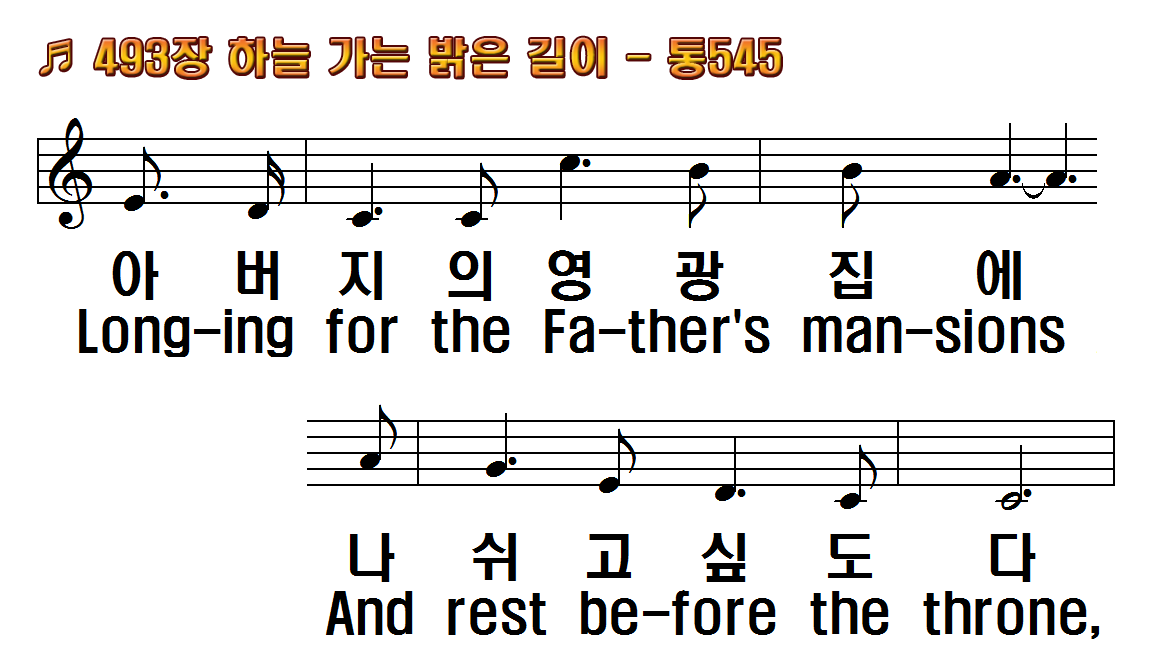 ♬ 493장 하늘 가는 밝은 길이 - 통545
아 버 지 의 영 광 집 에
Long-ing for the Fa-ther's man-sions
나 쉬 고 싶 도 다
And rest be-fore the throne,